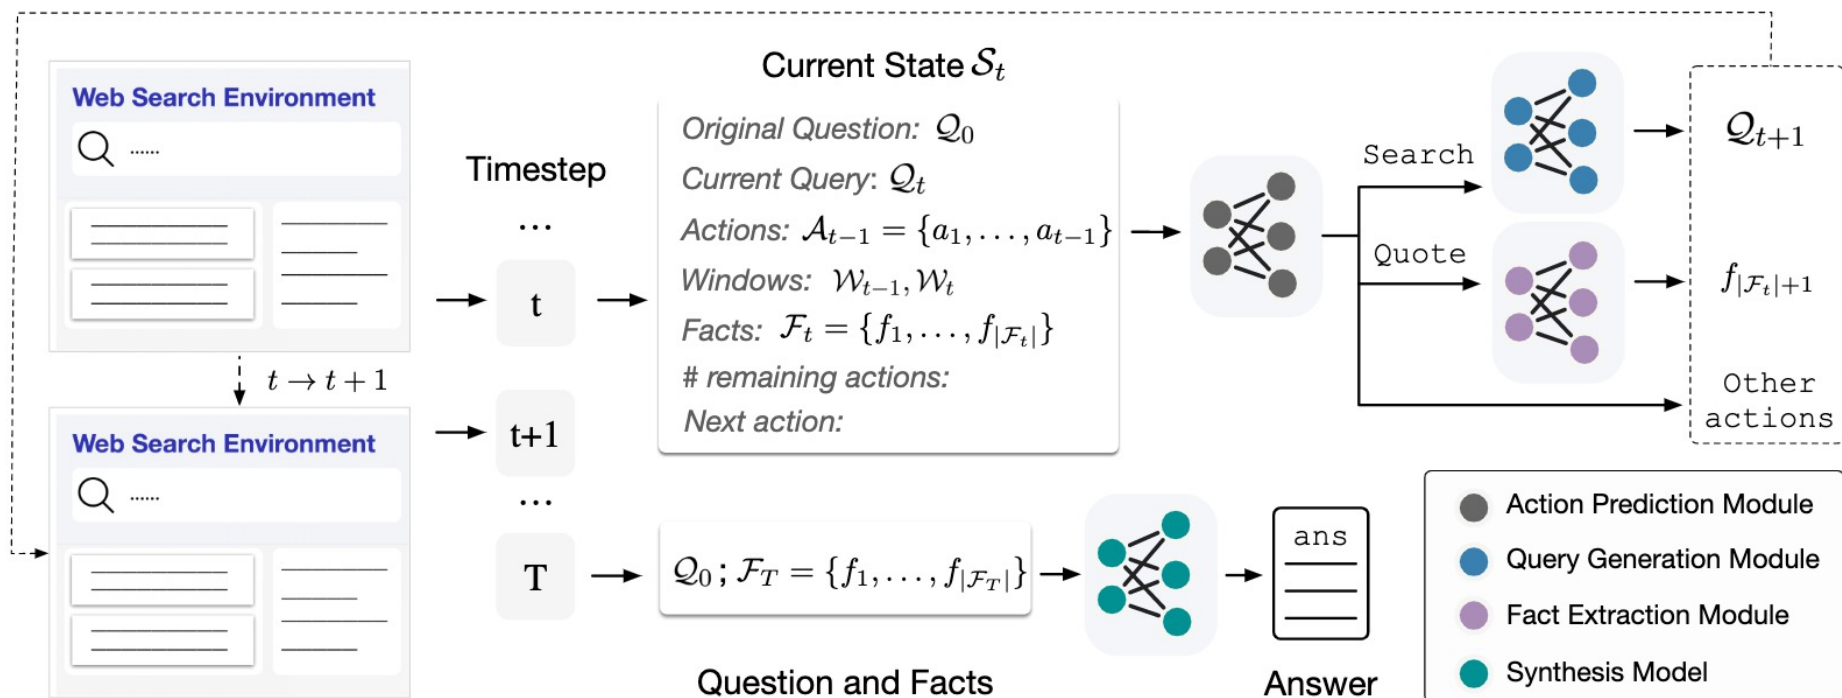 Web Search Environment
......
t → t + 1
Web Search Environment
......
Timestep
...
t
t+1
...
T
Current State 𝒮_t
Original Question: 𝒬_0
Current Query: 𝒬_t
Actions: 𝒜_{t−1} = {a_1, . . . , a_{t−1}}
Windows: 𝒲_{t−1}, 𝒲_t
Facts: ℱ_t = {f_1, . . . , f_{|ℱ_t|}}
# remaining actions:
Next action:
Search
Quote
𝒬_{t+1}
f_{|ℱ_t|+1}
Other
actions
𝒬_0 ; ℱ_T = {f_1, . . . , f_{|ℱ_T|}}
Question and Facts
ans
Answer
Action Prediction Module
Query Generation Module
Fact Extraction Module
Synthesis Model